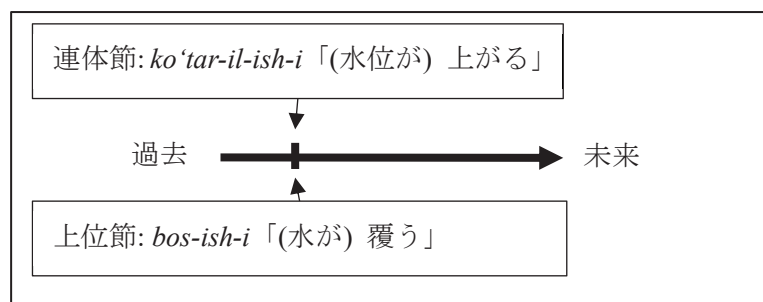 連体節: ko‘tar-il-ish-i「(水位が) 上がる」
過去
未来
上位節: bos-ish-i「(水が) 覆う」